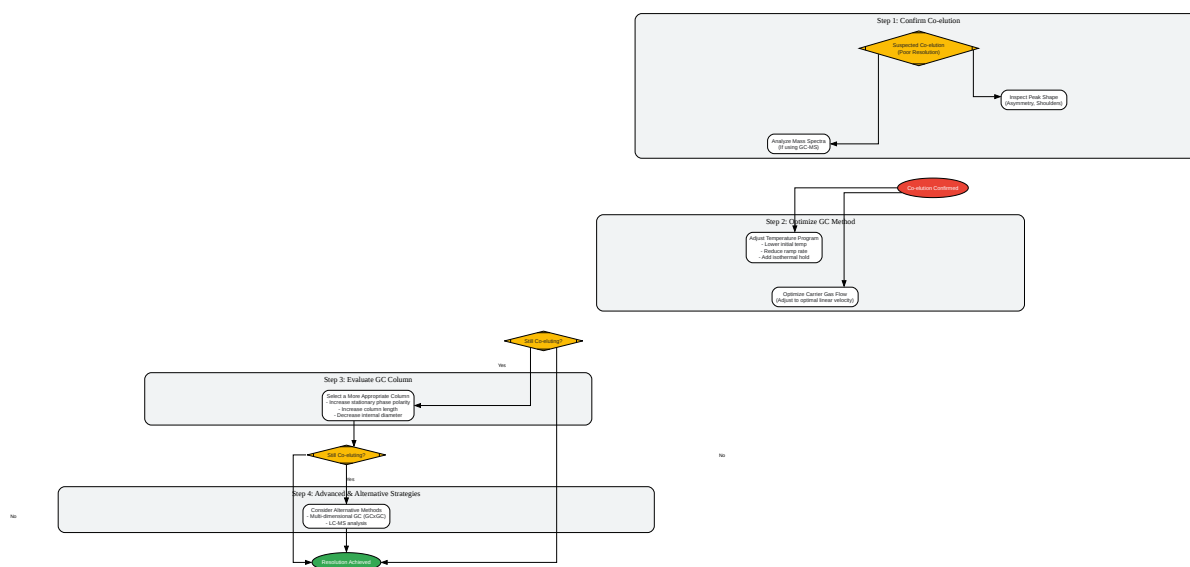 Step 1: Confirm Co-elution
Suspected Co-elution
(Poor Resolution)
Inspect Peak Shape
(Asymmetry, Shoulders)
Analyze Mass Spectra
(If using GC-MS)
Co-elution Confirmed
Step 2: Optimize GC Method
Adjust Temperature Program
- Lower initial temp
- Reduce ramp rate
- Add isothermal hold
Optimize Carrier Gas Flow
(Adjust to optimal linear velocity)
Still Co-eluting?
Yes
Step 3: Evaluate GC Column
Select a More Appropriate Column
- Increase stationary phase polarity
- Increase column length
- Decrease internal diameter
Still Co-eluting?
No
Yes
Step 4: Advanced & Alternative Strategies
Consider Alternative Methods
- Multi-dimensional GC (GCxGC)
- LC-MS analysis
No
Resolution Achieved